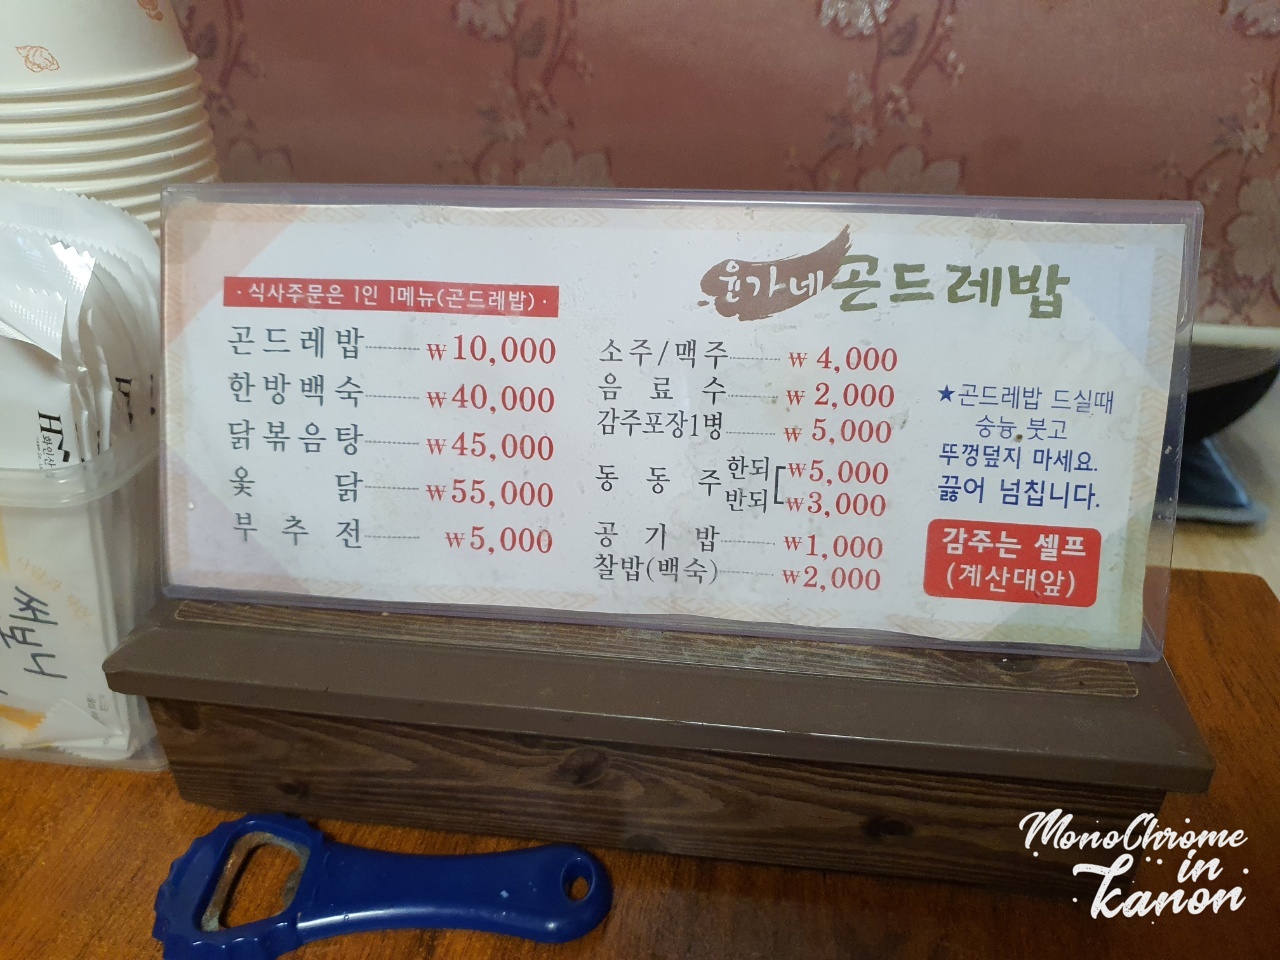 윤가네 곤드레밥
· 식사주문은 1인 1메뉴(곤드레밥) ·
곤드레밥 ₩10,000
한방백숙 ₩40,000
닭볶음탕 ₩45,000
옻닭 ₩55,000
부추전 ₩5,000
소주/맥주 ₩4,000
음료수 ₩2,000
감주포장1병 ₩5,000
동동주 한되 ₩5,000
반되 ₩3,000
공기밥 ₩1,000
찰밥(백숙) ₩2,000
★곤드레밥 드실때
숭늉 붓고
뚜껑덮지 마세요.
끓어 넘칩니다.
감주는 셀프
(계산대앞)
MonoChrome
in
kanon